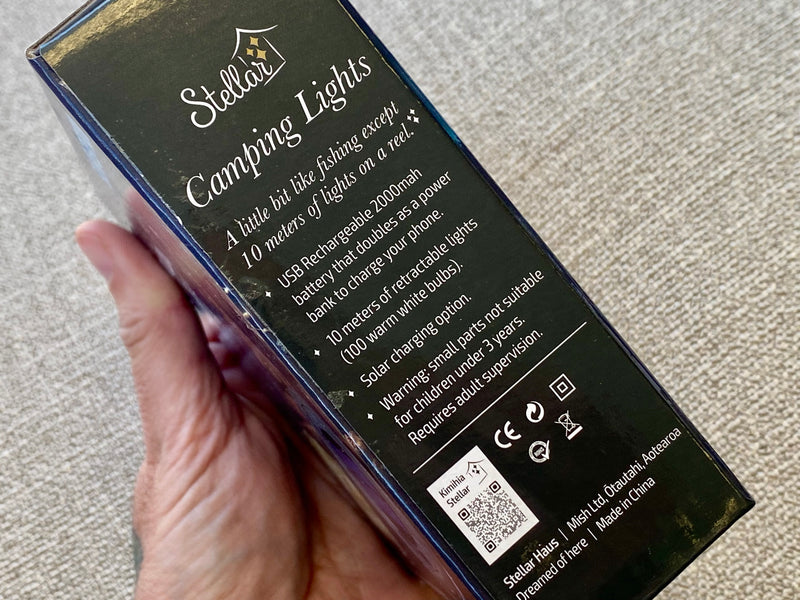 Stellar
Camping Lights
A little bit like fishing except
10 meters of lights on a reel.
USB Rechargeable 2000mah
battery that doubles as a power
bank to charge your phone.
10 meters of retractable lights
(100 warm white bulbs).
Solar charging option.
Warning: small parts not suitable
for children under 3 years.
Requires adult supervision.
CE
Kimihia
Stellar
Stellar Haus | Mish Ltd, Ōtautahi, Aotearoa
Dreamed of here | Made in China